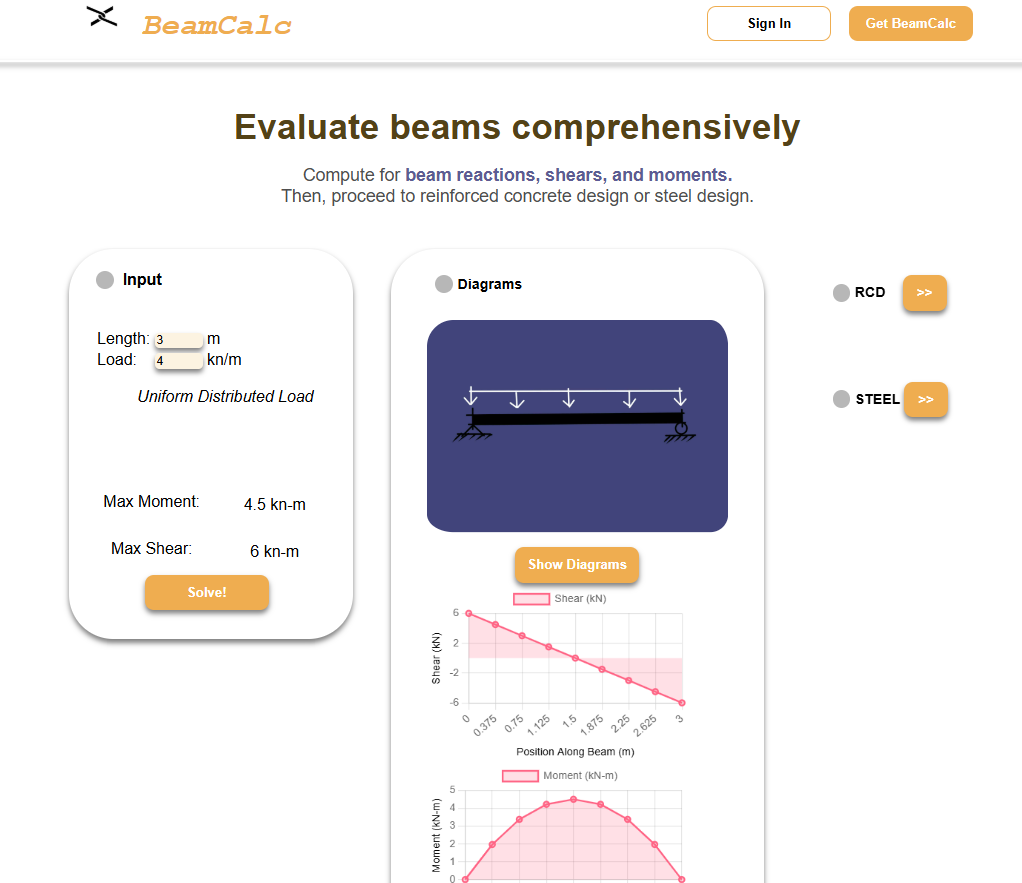 BeamCalc
Sign In
Get BeamCalc
Evaluate beams comprehensively
Compute for beam reactions, shears, and moments.
Then, proceed to reinforced concrete design or steel design.
Input
Length: 3 m
Load: 4 kn/m
Uniform Distributed Load
Max Moment: 4.5 kn-m
Max Shear: 6 kn-m
Solve!
Diagrams
Show Diagrams
Shear (kN)
6
2
-2
-6
Shear (kN)
0 0.375 0.75 1.125 1.5 1.875 2.25 2.625 3
Position Along Beam (m)
Moment (kN-m)
5
4
3
2
1
0
Moment (kN-m)
RCD >>
STEEL >>